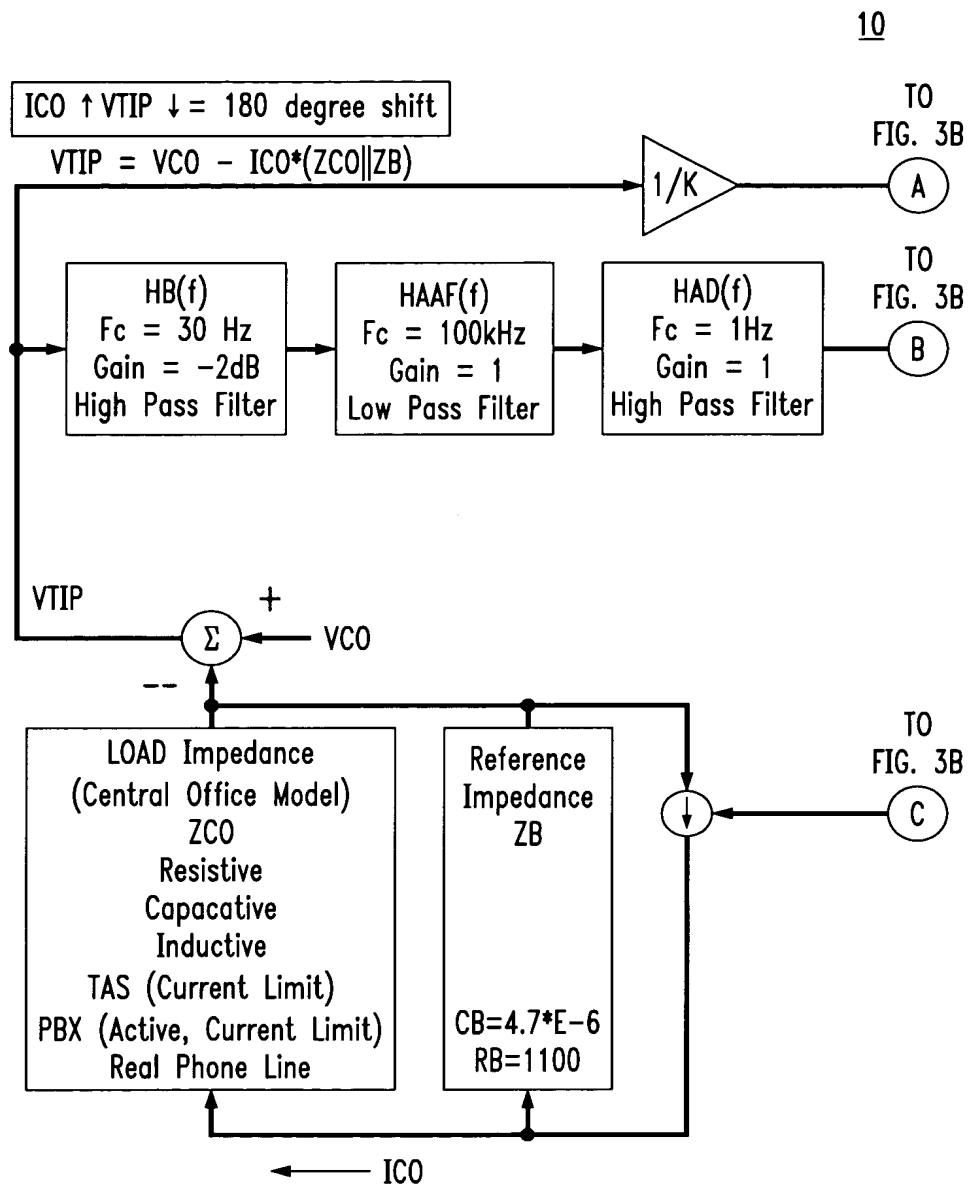 10
ICO ↑ VTIP ↓ = 180 degree shift
VTIP = VCO - ICO*(ZCO||ZB)
1/K
TO
FIG. 3B
A
HB(f)
Fc = 30 Hz
Gain = -2dB
High Pass Filter
HAAF(f)
Fc = 100kHz
Gain = 1
Low Pass Filter
HAD(f)
Fc = 1Hz
Gain = 1
High Pass Filter
TO
FIG. 3B
B
VTIP
+
Σ
VCO
--
LOAD Impedance
(Central Office Model)
ZCO
Resistive
Capacative
Inductive
TAS (Current Limit)
PBX (Active, Current Limit)
Real Phone Line
Reference
Impedance
ZB
CB=4.7*E-6
RB=1100
↓
TO
FIG. 3B
C
ICO